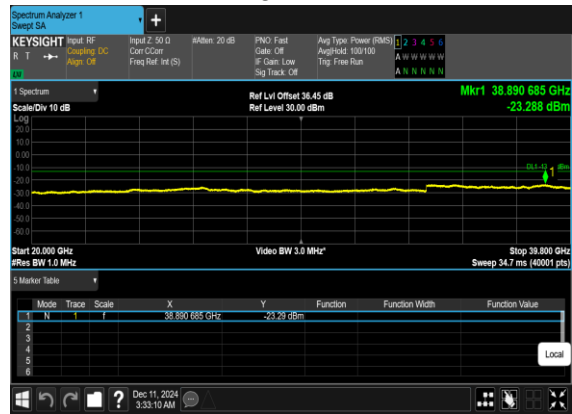 Spectrum Analyzer 1
Swept SA
+
KEYSIGHT Input: RF Input Z: 50 Ω #Atten: 20 dB PNO: Fast Avg Type: Power (RMS) 1 2 3 4 5 6
R T Coupling: DC Corr CCorr Gate: Off Avg|Hold: 100/100 A W W W W W
Align: Off Freq Ref: Int (S) IF Gain: Low Trig: Free Run
LW Sig Track: Off A N N N N N
1 Spectrum Ref Lvl Offset 36.45 dB Mkr1 38.890 685 GHz
Scale/Div 10 dB Ref Level 30.00 dBm -23.288 dBm
Log
20.0
10.0
0.00
-10.0
DL1 -13 dBm
1
-20.0
-30.0
-40.0
-50.0
-60.0
Start 20.000 GHz Video BW 3.0 MHz* Stop 39.800 GHz
#Res BW 1.0 MHz Sweep 34.7 ms (40001 pts)
5 Marker Table
Mode Trace Scale X Y Function Function Width Function Value
1 N 1 f 38.890 685 GHz -23.29 dBm
2
3
4
5
6
Local
? Dec 11, 2024
3:33:10 AM